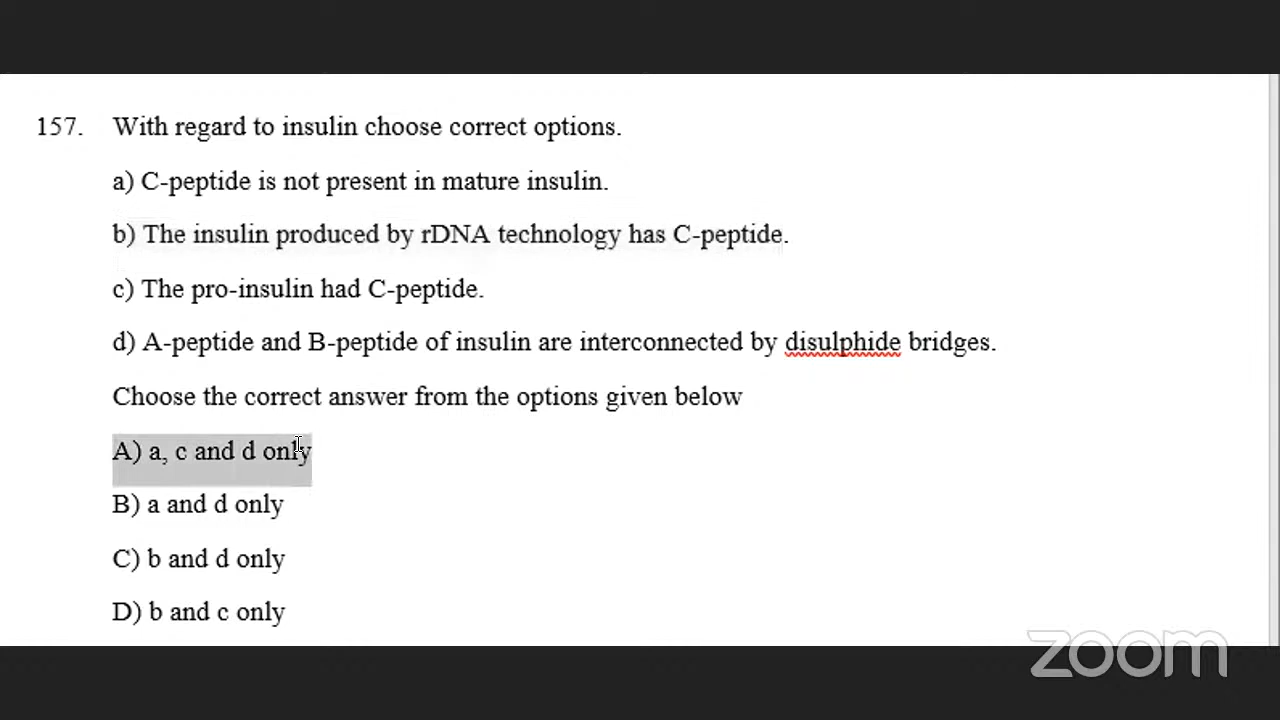 157. With regard to insulin choose correct options.
a) C-peptide is not present in mature insulin.
b) The insulin produced by rDNA technology has C-peptide.
c) The pro-insulin had C-peptide.
d) A-peptide and B-peptide of insulin are interconnected by disulphide bridges.
Choose the correct answer from the options given below
A) a, c and d only
B) a and d only
C) b and d only
D) b and c only
zoom